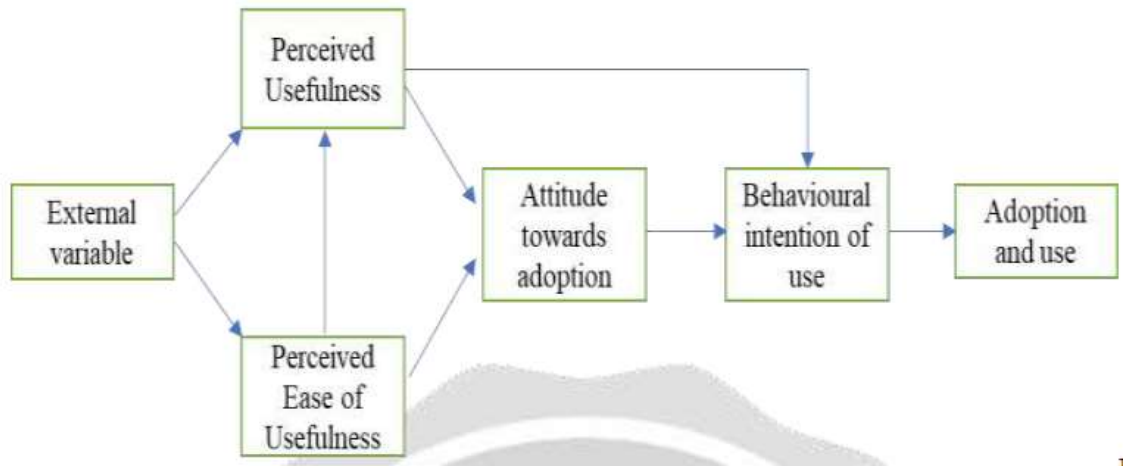 Perceived
Usefulness
External
variable
Attitude
towards
adoption
Behavioural
intention of
use
Adoption
and use
Perceived
Ease of
Usefulness